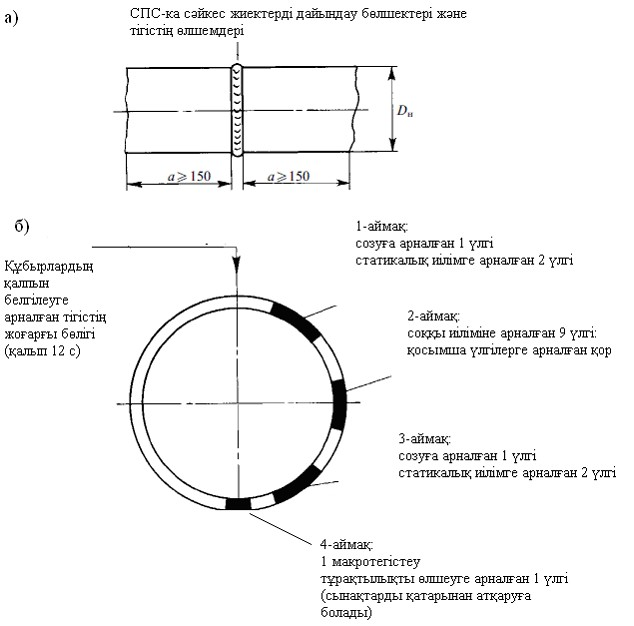 а)
СПС-ка сәйкес жиектерді дайындау бөлшектері және
тігістің өлшемдері
Dн
a⩾150
a⩾150
б)
Құбырлардың
қалпын
белгілеуге
арналған тігістің
жоғарғы бөлігі
(қалып 12 с)
1-аймақ:
созуға арналған 1 үлгі
статикалық иілімге арналған 2 үлгі
2-аймақ:
соққы иіліміне арналған 9 үлгі:
қосымша үлгілерге арналған қор
3-аймақ:
созуға арналған 1 үлгі
статикалық иілімге арналған 2 үлгі
4-аймақ:
1 макротегістеу
тұрақтылықты өлшеуге арналған 1 үлгі
(сынақтарды қатарынан атқаруға
болады)